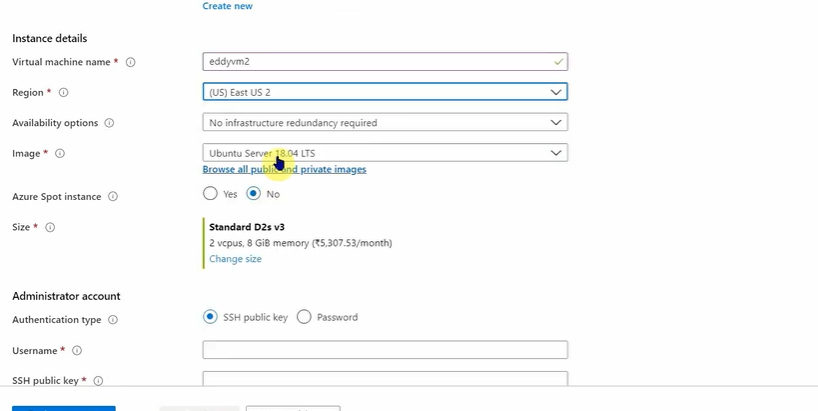 Create new
Instance details
Virtual machine name * eddyvm2
Region * (US) East US 2
Availability options No infrastructure redundancy required
Image * Ubuntu Server 18.04 LTS
Browse all public and private images
Azure Spot instance Yes No
Size * Standard D2s v3
2 vcpus, 8 GiB memory (₹5,307.53/month)
Change size
Administrator account
Authentication type SSH public key Password
Username *
SSH public key *